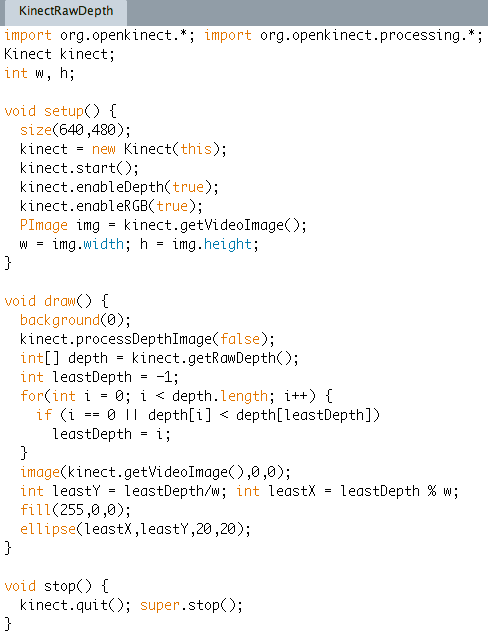 KinectRawDepth
import org.openkinect.*; import org.openkinect.processing.*;
Kinect kinect;
int w, h;

void setup() {
  size(640,480);
  kinect = new Kinect(this);
  kinect.start();
  kinect.enableDepth(true);
  kinect.enableRGB(true);
  PImage img = kinect.getVideoImage();
  w = img.width; h = img.height;
}

void draw() {
  background(0);
  kinect.processDepthImage(false);
  int[] depth = kinect.getRawDepth();
  int leastDepth = -1;
  for(int i = 0; i < depth.length; i++) {
    if (i == 0 || depth[i] < depth[leastDepth])
      leastDepth = i;
  }
  image(kinect.getVideoImage(),0,0);
  int leastY = leastDepth/w; int leastX = leastDepth % w;
  fill(255,0,0);
  ellipse(leastX,leastY,20,20);
}

void stop() {
  kinect.quit(); super.stop();
}